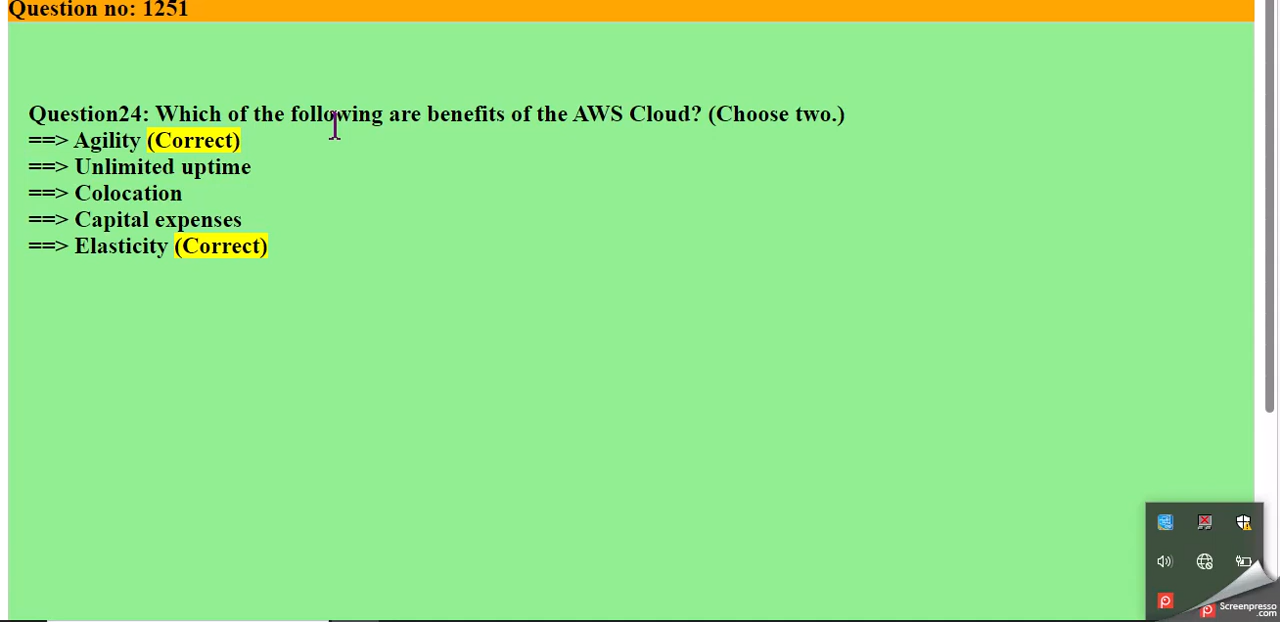 Question no: 1251
Question24: Which of the following are benefits of the AWS Cloud? (Choose two.)
==> Agility (Correct)
==> Unlimited uptime
==> Colocation
==> Capital expenses
==> Elasticity (Correct)
Screenpresso
.com